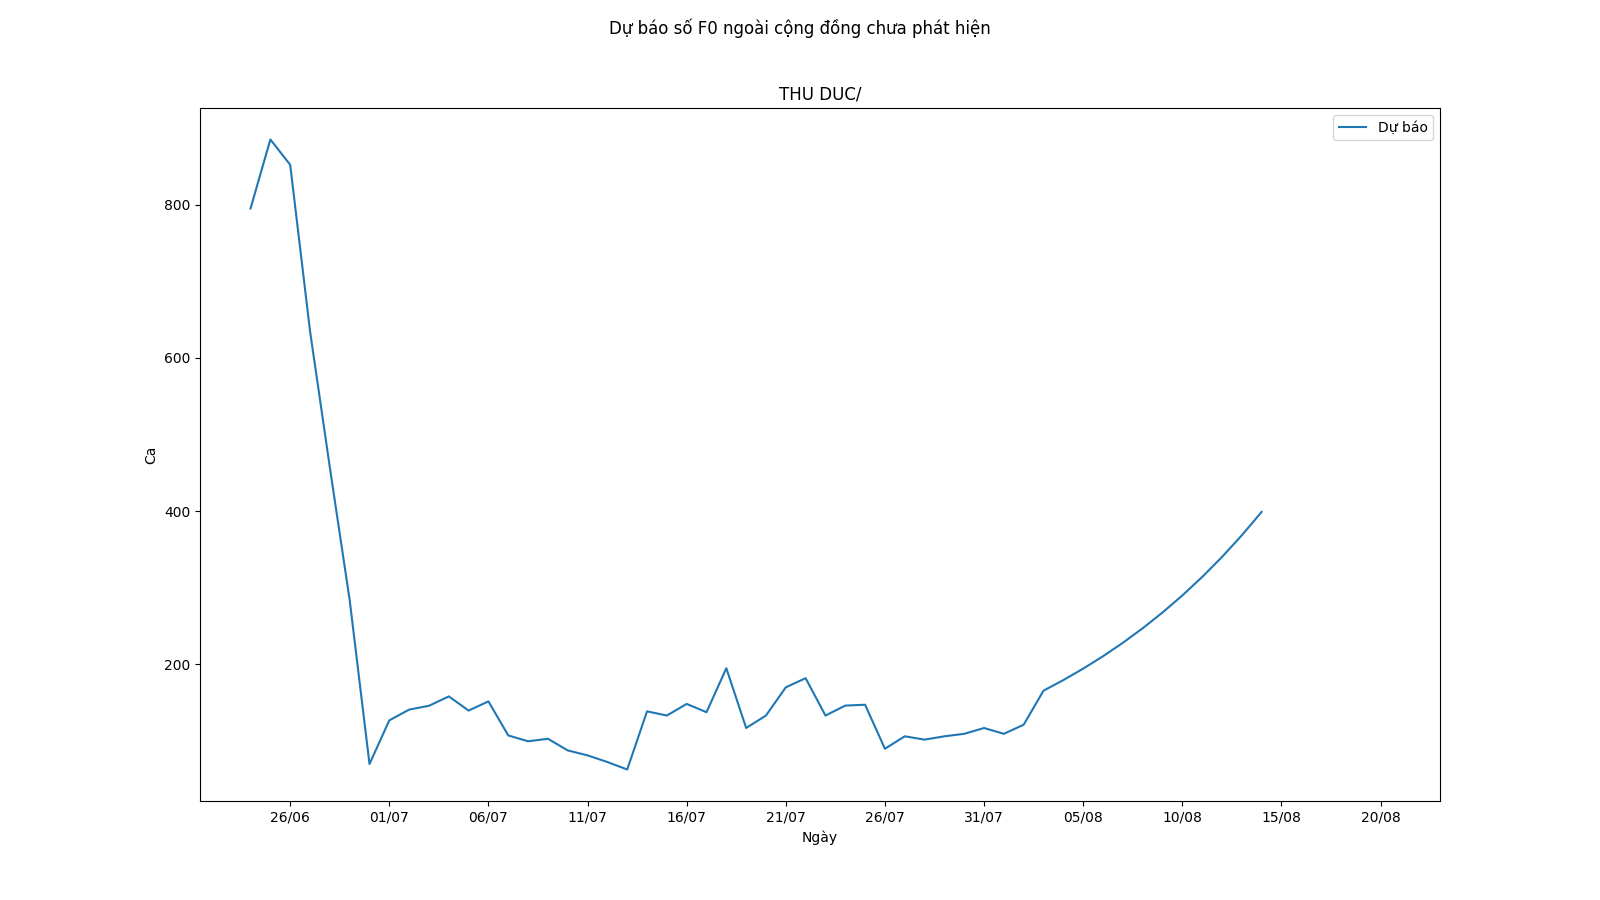 Dự báo số F0 ngoài cộng đồng chưa phát hiện
THU DUC/
Dự báo
800
600
400
200
Ca
26/06 01/07 06/07 11/07 16/07 21/07 26/07 31/07 05/08 10/08 15/08 20/08
Ngày